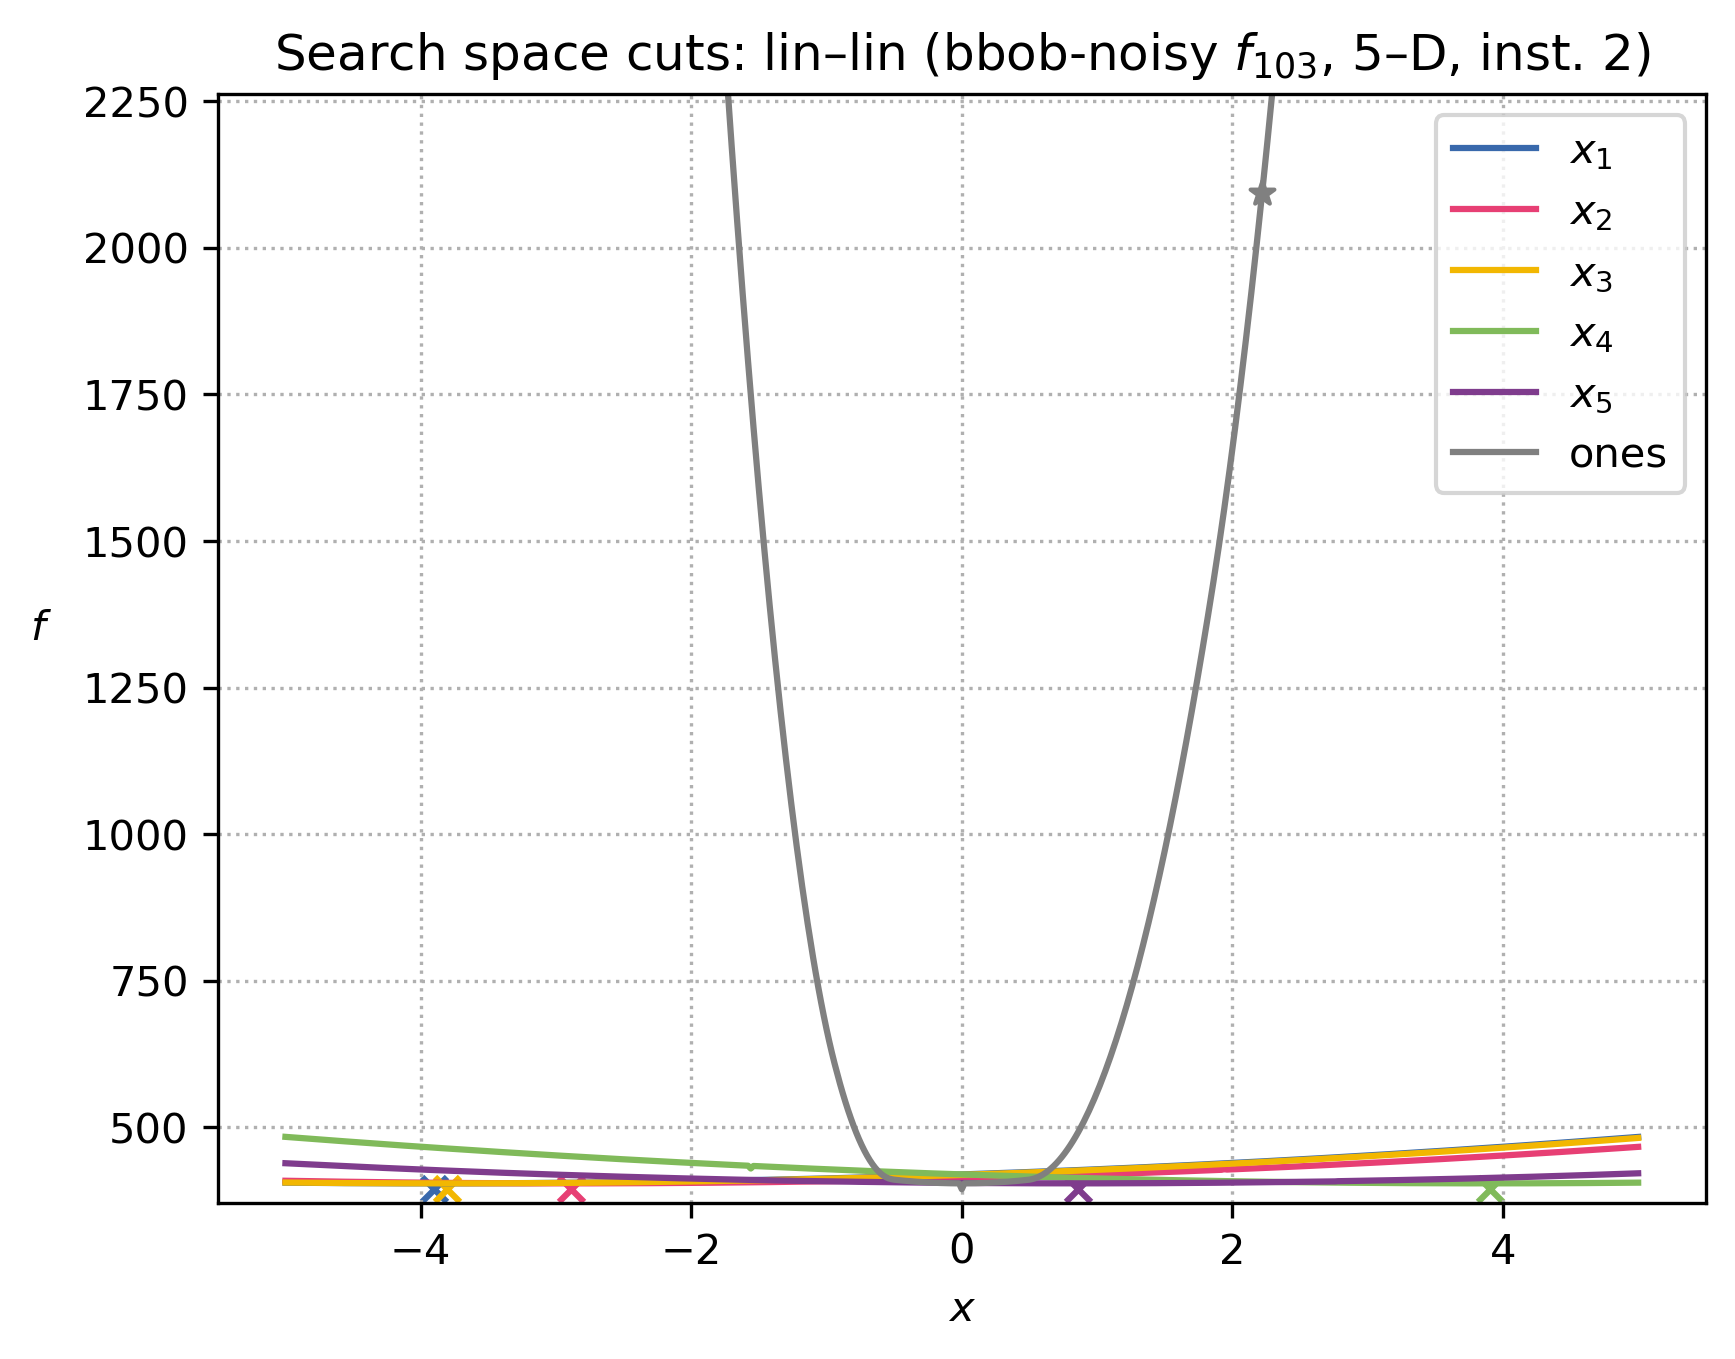 Search space cuts: lin–lin (bbob-noisy f103, 5–D, inst. 2)
2250
2000
1750
1500
1250
1000
750
500
f
−4
−2
0
2
4
x
x1
x2
x3
x4
x5
ones